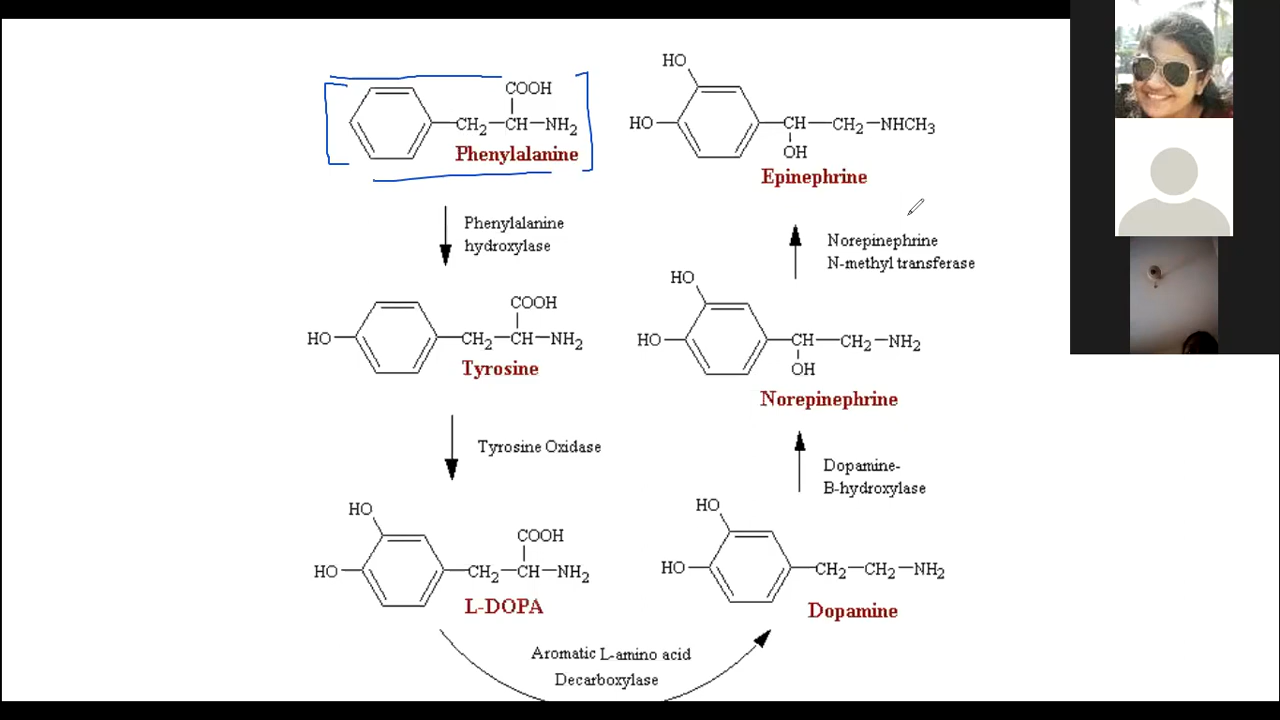 COOH
CH2—CH—NH2
Phenylalanine
Phenylalanine
hydroxylase
COOH
HO
CH2—CH—NH2
Tyrosine
Tyrosine Oxidase
HO
COOH
HO
CH2—CH—NH2
L-DOPA
Aromatic L-amino acid
Decarboxylase
HO
HO
CH2—CH2—NH2
Dopamine
Dopamine-
B-hydroxylase
HO
HO
CH—CH2—NH2
OH
Norepinephrine
Norepinephrine
N-methyl transferase
HO
HO
CH—CH2—NHCH3
OH
Epinephrine